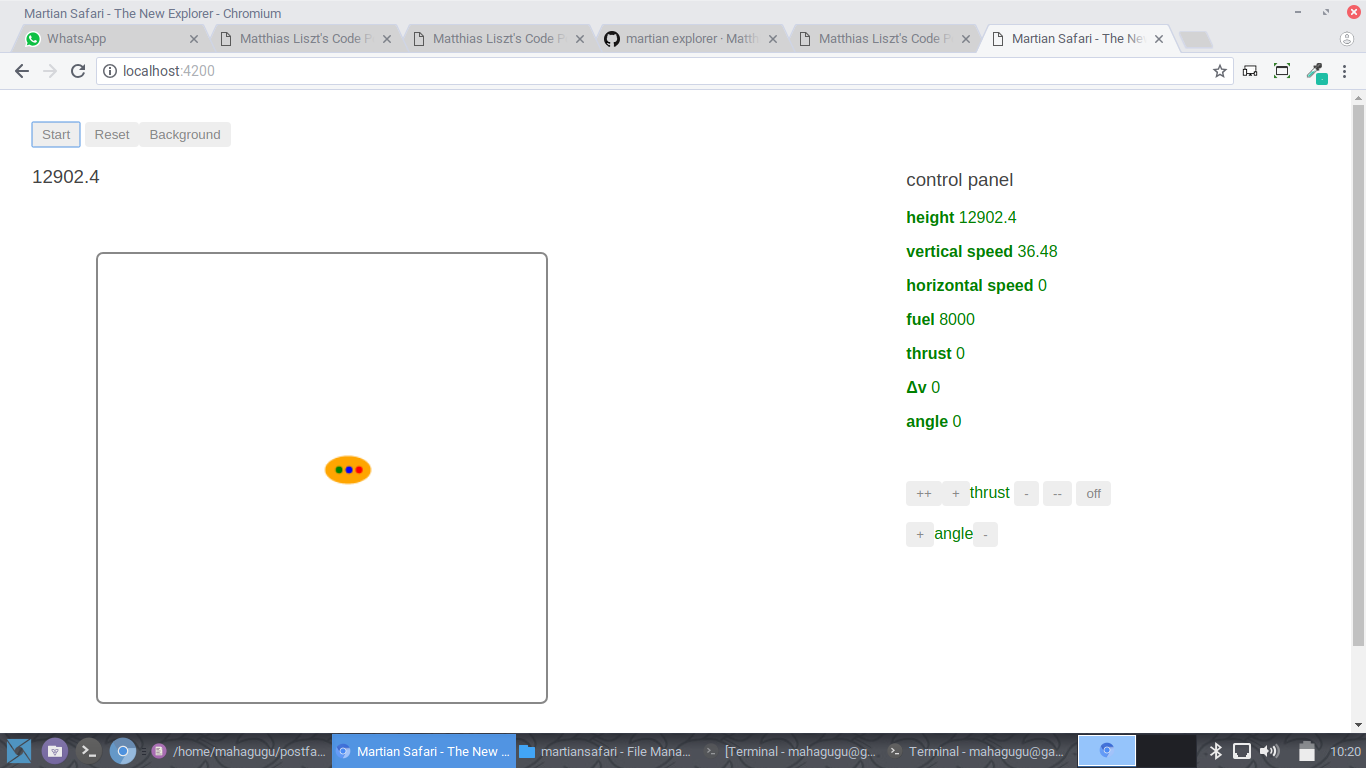 Martian Safari - The New Explorer - Chromium
WhatsApp
Matthias Liszt's Code P
Matthias Liszt's Code P
martian explorer · Matth
Matthias Liszt's Code P
Martian Safari - The Ne
localhost:4200
Start Reset Background
12902.4
control panel
height 12902.4
vertical speed 36.48
horizontal speed 0
fuel 8000
thrust 0
Δv 0
angle 0
++ + thrust - -- off
+ angle -
/home/mahagugu/postfa...
Martian Safari - The New ...
martiansafari - File Mana...
[Terminal - mahagugu@g...
Terminal - mahagugu@ga...
10:20